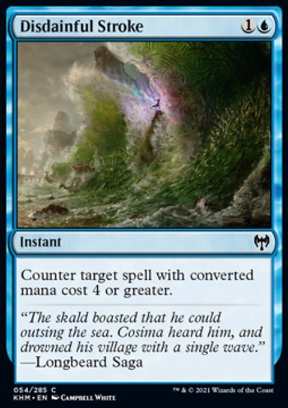 Disdainful Stroke 1
Instant
Counter target spell with converted
mana cost 4 or greater.
"The skald boasted that he could
outsing the sea. Cosima heard him, and
drowned his village with a single wave."
—Longbeard Saga
054/285 C
KHM • EN CAMPBELL WHITE
™ & © 2021 Wizards of the Coast